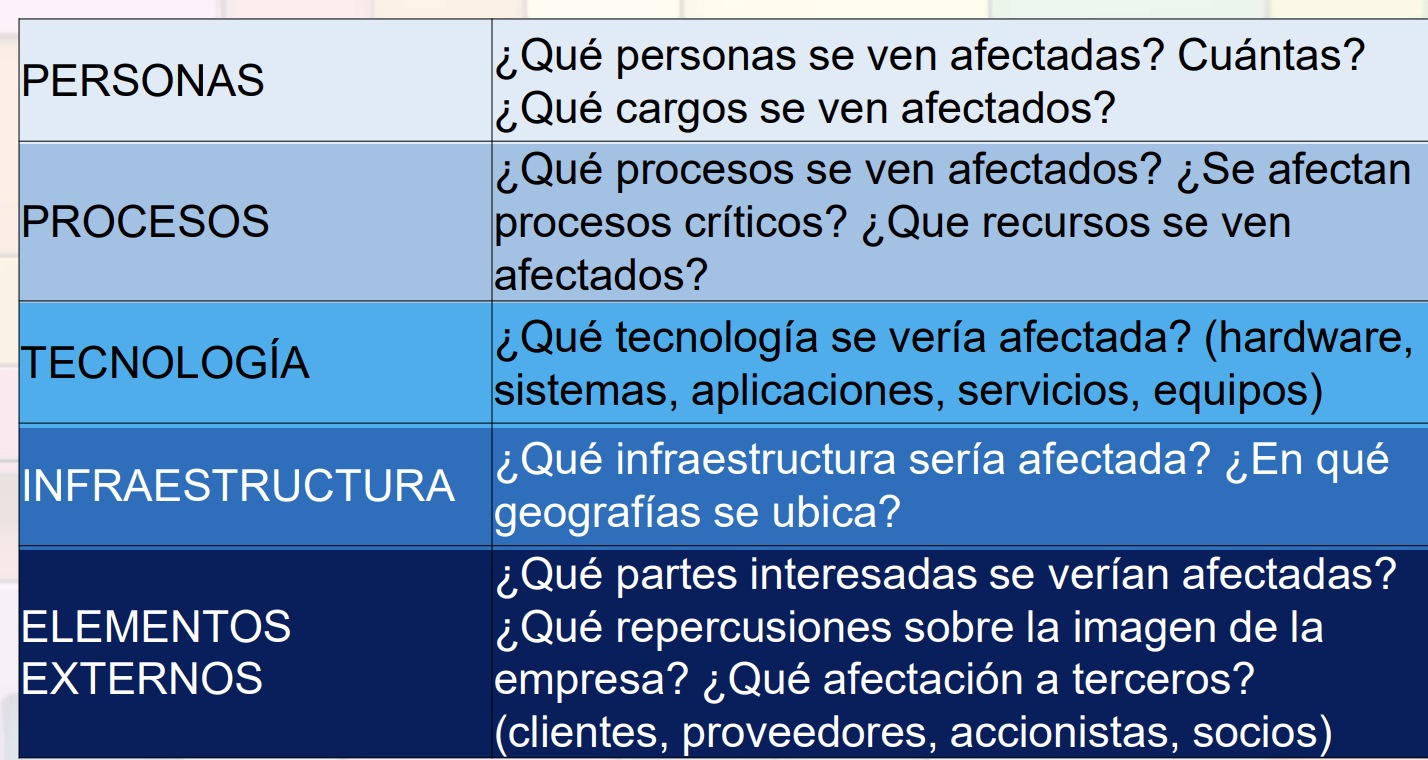 PERSONAS
¿Qué personas se ven afectadas? Cuántas?
¿Qué cargos se ven afectados?
PROCESOS
¿Qué procesos se ven afectados? ¿Se afectan
procesos críticos? ¿Que recursos se ven
afectados?
TECNOLOGÍA
¿Qué tecnología se vería afectada? (hardware,
sistemas, aplicaciones, servicios, equipos)
INFRAESTRUCTURA
¿Qué infraestructura sería afectada? ¿En qué
geografías se ubica?
ELEMENTOS
EXTERNOS
¿Qué partes interesadas se verían afectadas?
¿Qué repercusiones sobre la imagen de la
empresa? ¿Qué afectación a terceros?
(clientes, proveedores, accionistas, socios)